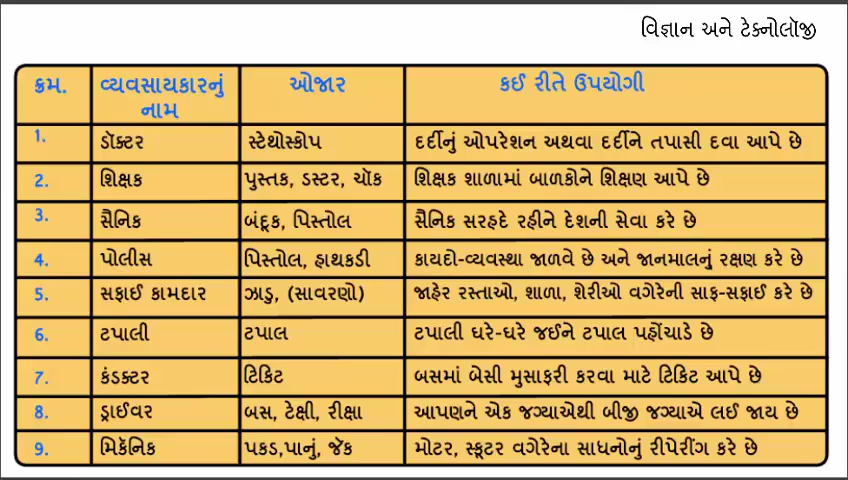 વિજ્ઞાન અને ટેક્નોલૉજી
ક્રમ. વ્યવસાયકારનું નામ ઓજાર કઈ રીતે ઉપયોગી
1. ડૉક્ટર સ્ટેથોસ્કોપ દર્દીનું ઓપરેશન અથવા દર્દીને તપાસી દવા આપે છે
2. શિક્ષક પુસ્તક, ડસ્ટર, ચૉક શિક્ષક શાળામાં બાળકોને શિક્ષણ આપે છે
3. સૈનિક બંદૂક, પિસ્તોલ સૈનિક સરહદે રહીને દેશની સેવા કરે છે
4. પોલીસ પિસ્તોલ, હાથકડી કાયદો-વ્યવસ્થા જાળવે છે અને જાનમાલનું રક્ષણ કરે છે
5. સફાઈ કામદાર ઝાડુ, (સાવરણો) જાહેર રસ્તાઓ, શાળા, શેરીઓ વગેરેની સાફ-સફાઈ કરે છે
6. ટપાલી ટપાલ ટપાલી ઘરે-ઘરે જઈને ટપાલ પહોંચાડે છે
7. કંડક્ટર ટિકિટ બસમાં બેસી મુસાફરી કરવા માટે ટિકિટ આપે છે
8. ડ્રાઈવર બસ, ટેક્ષી, રીક્ષા આપણને એક જગ્યાએથી બીજી જગ્યાએ લઈ જાય છે
9. મિકૅનિક પકડ,પાનું, જૅક મોટર, સ્કૂટર વગેરેના સાધનોનું રીપેરીંગ કરે છે